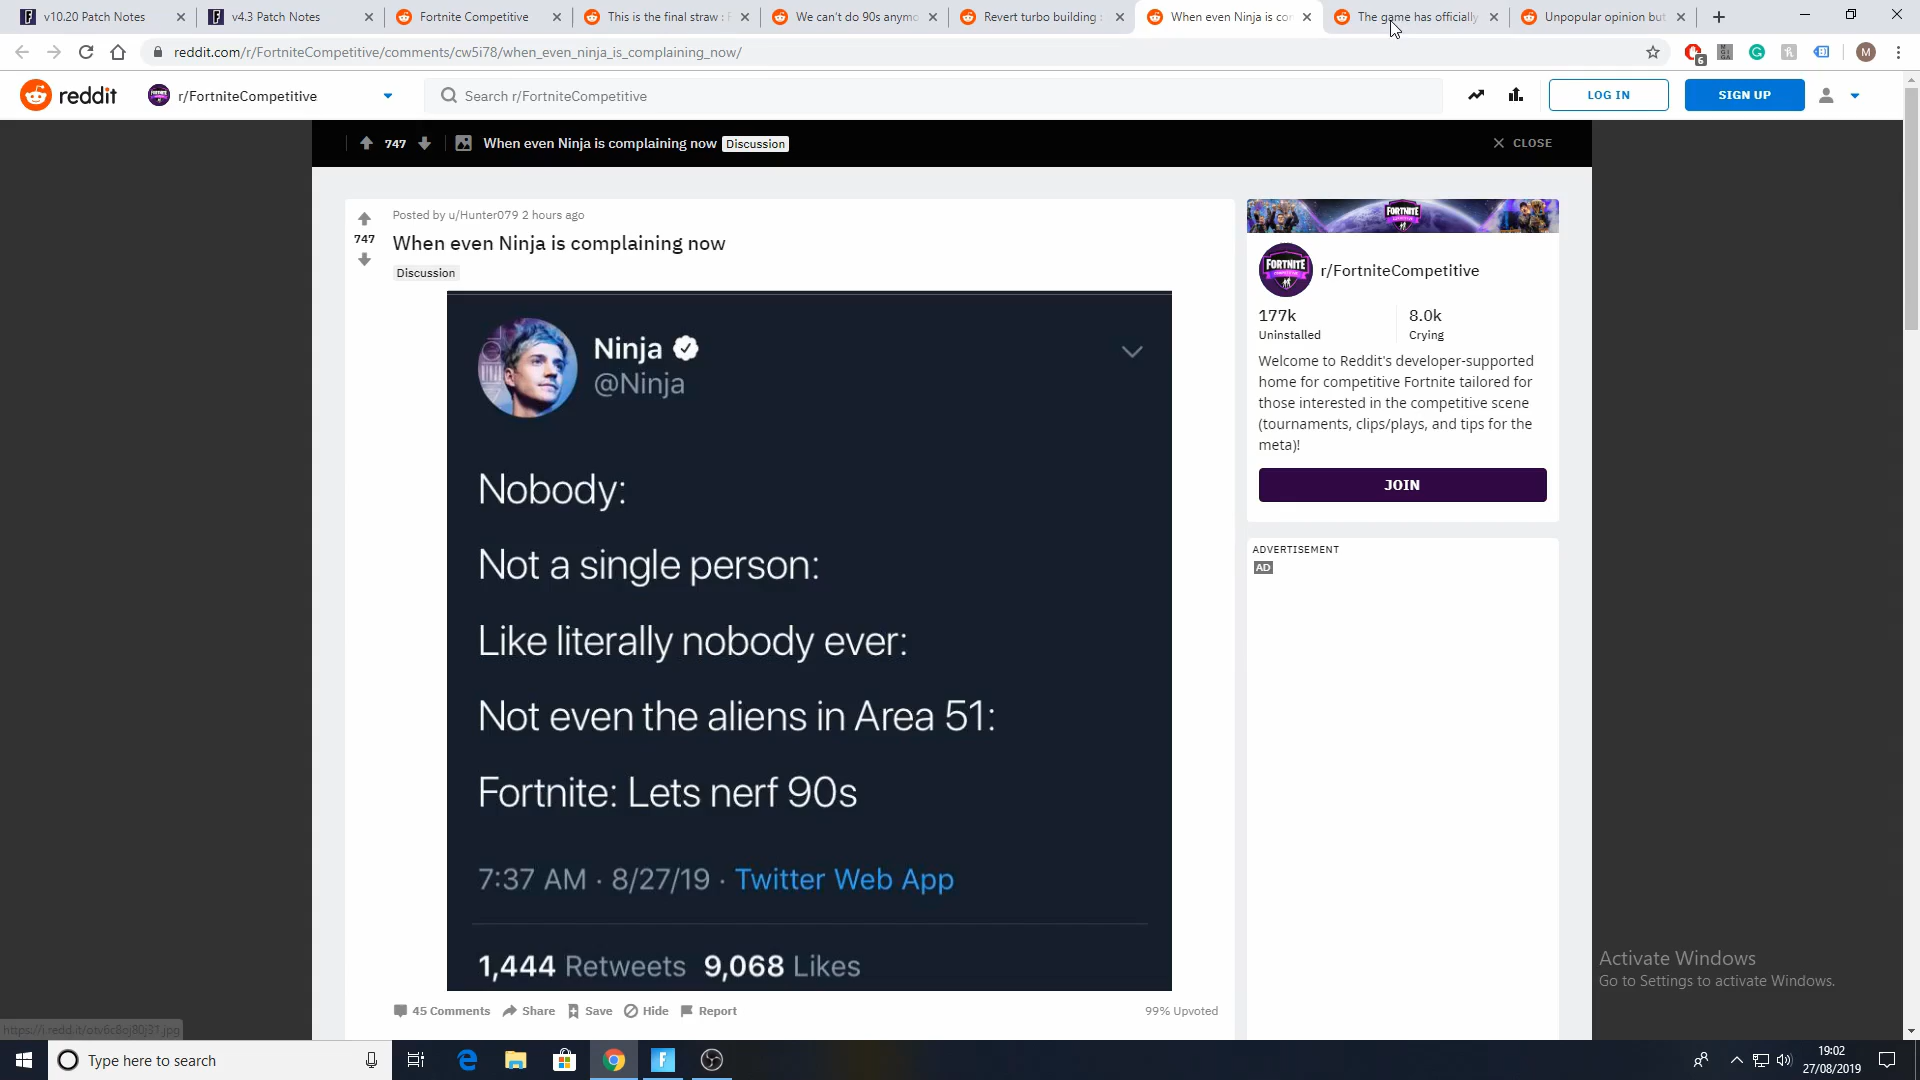 v10.20 Patch Notes
v4.3 Patch Notes
Fortnite Competitive
This is the final straw : F
We can't do 90s anymo
Revert turbo building :
When even Ninja is co
The game has officially
Unpopular opinion but
reddit.com/r/FortniteCompetitive/comments/cw5i78/when_even_ninja_is_complaining_now/
6
M
reddit
r/FortniteCompetitive
Search r/FortniteCompetitive
LOG IN
SIGN UP
747
When even Ninja is complaining now
Discussion
CLOSE
Posted by u/Hunter079 2 hours ago
747
When even Ninja is complaining now
Discussion
Ninja
@Ninja
Nobody:
Not a single person:
Like literally nobody ever:
Not even the aliens in Area 51:
Fortnite: Lets nerf 90s
7:37 AM · 8/27/19 · Twitter Web App
1,444 Retweets 9,068 Likes
45 Comments
Share
Save
Hide
Report
99% Upvoted
FORTNITE
FORTNITE
r/FortniteCompetitive
177k
8.0k
Uninstalled
Crying
Welcome to Reddit's developer-supported
home for competitive Fortnite tailored for
those interested in the competitive scene
(tournaments, clips/plays, and tips for the
meta)!
JOIN
ADVERTISEMENT
AD
Activate Windows
Go to Settings to activate Windows.
Type here to search
19:02
27/08/2019